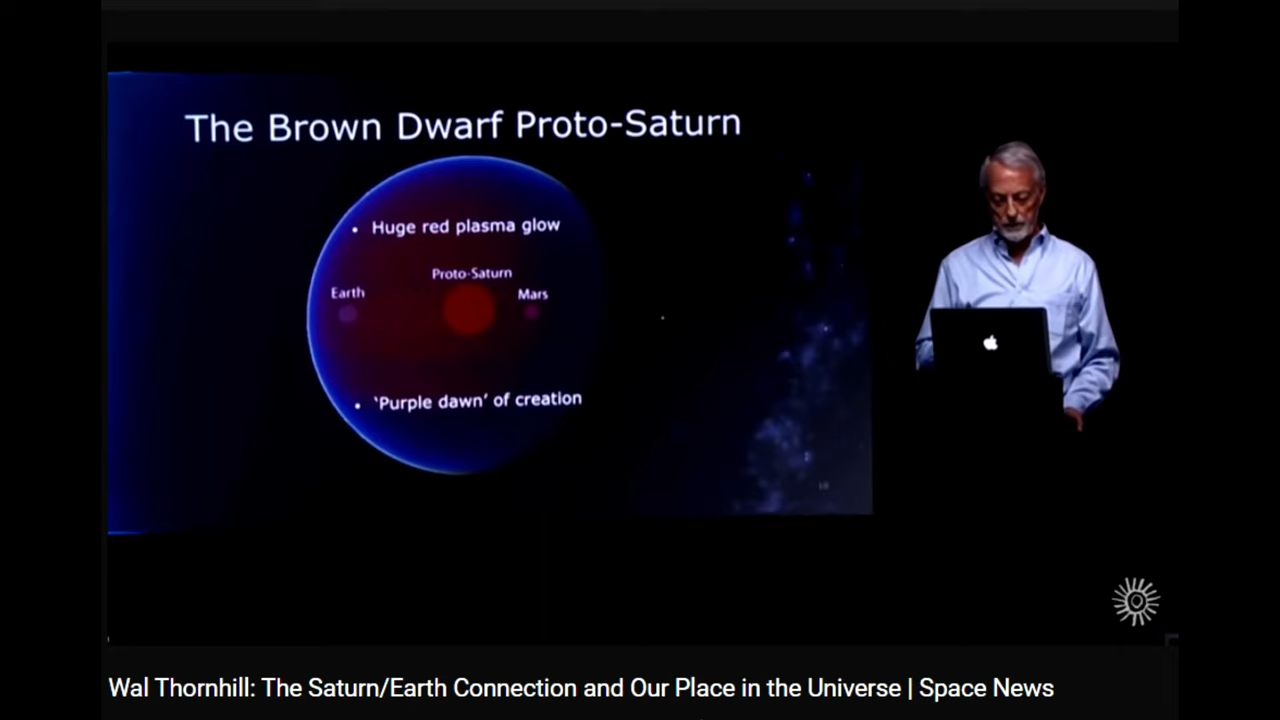 The Brown Dwarf Proto-Saturn
• Huge red plasma glow
Proto-Saturn
Earth
Mars
• 'Purple dawn' of creation
Wal Thornhill: The Saturn/Earth Connection and Our Place in the Universe | Space News